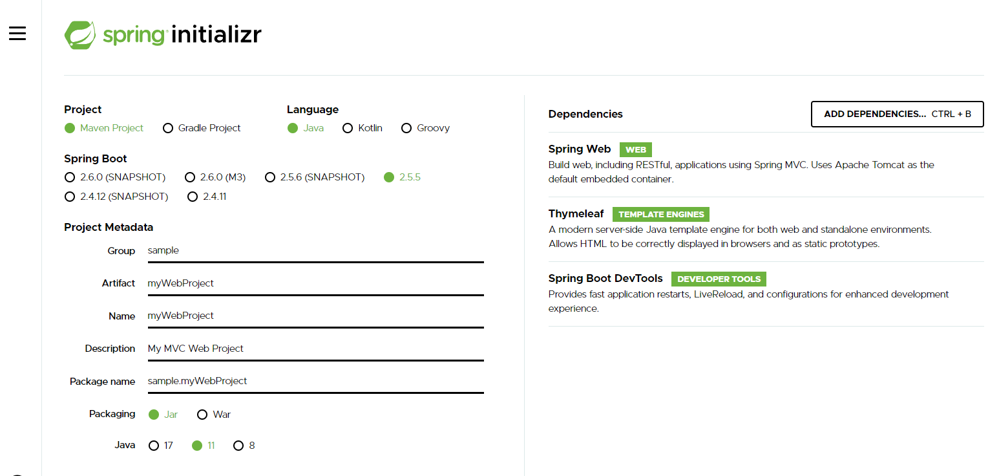 spring initializr
Project
Language
Maven Project Gradle Project
Java Kotlin Groovy
Spring Boot
2.6.0 (SNAPSHOT) 2.6.0 (M3) 2.5.6 (SNAPSHOT) 2.5.5
2.4.12 (SNAPSHOT) 2.4.11
Project Metadata
Group sample
Artifact myWebProject
Name myWebProject
Description My MVC Web Project
Package name sample.myWebProject
Packaging Jar War
Java 17 11 8
Dependencies
ADD DEPENDENCIES... CTRL + B
Spring Web WEB
Build web, including RESTful, applications using Spring MVC. Uses Apache Tomcat as the
default embedded container.
Thymeleaf TEMPLATE ENGINES
A modern server-side Java template engine for both web and standalone environments.
Allows HTML to be correctly displayed in browsers and as static prototypes.
Spring Boot DevTools DEVELOPER TOOLS
Provides fast application restarts, LiveReload, and configurations for enhanced development
experience.